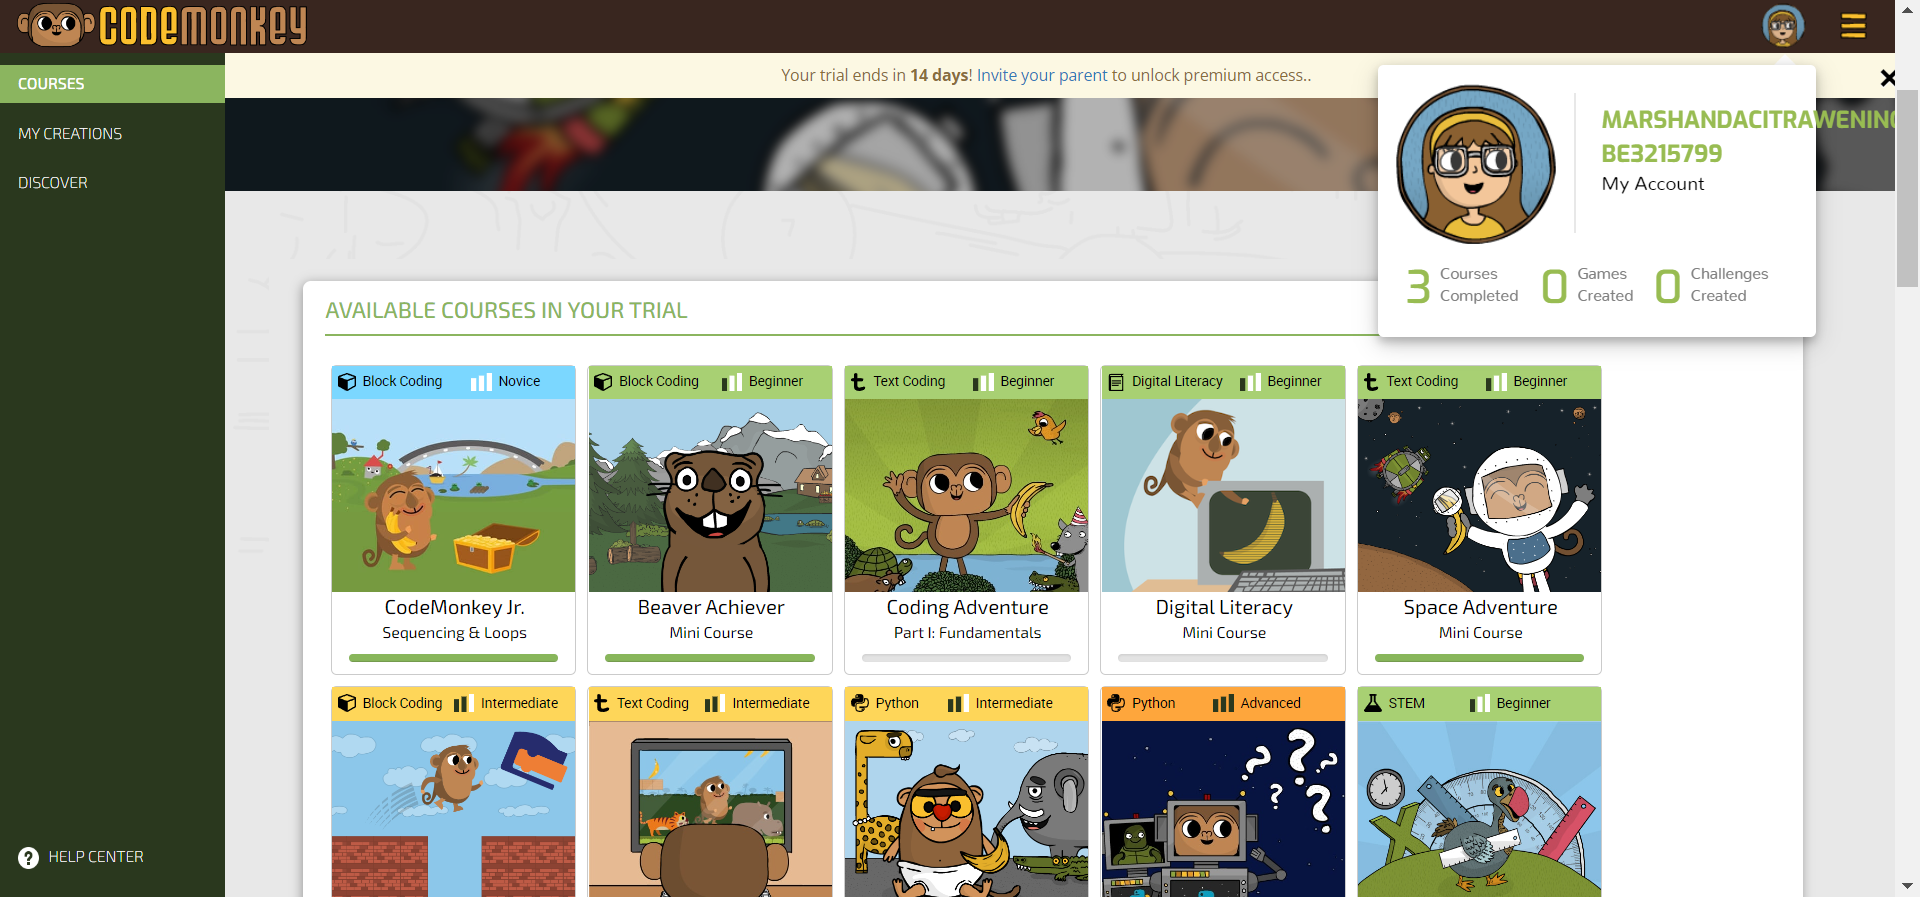 CODEMONKEY
COURSES
MY CREATIONS
DISCOVER
HELP CENTER
Your trial ends in 14 days! Invite your parent to unlock premium access..
MARSHANDACITRAWENING
BE3215799
My Account
3 Courses Completed
0 Games Created
0 Challenges Created
AVAILABLE COURSES IN YOUR TRIAL
Block Coding Novice
CodeMonkey Jr.
Sequencing & Loops
Block Coding Beginner
Beaver Achiever
Mini Course
Text Coding Beginner
Coding Adventure
Part I: Fundamentals
Digital Literacy Beginner
Digital Literacy
Mini Course
Text Coding Beginner
Space Adventure
Mini Course
Block Coding Intermediate
Text Coding Intermediate
Python Intermediate
Python Advanced
STEM Beginner